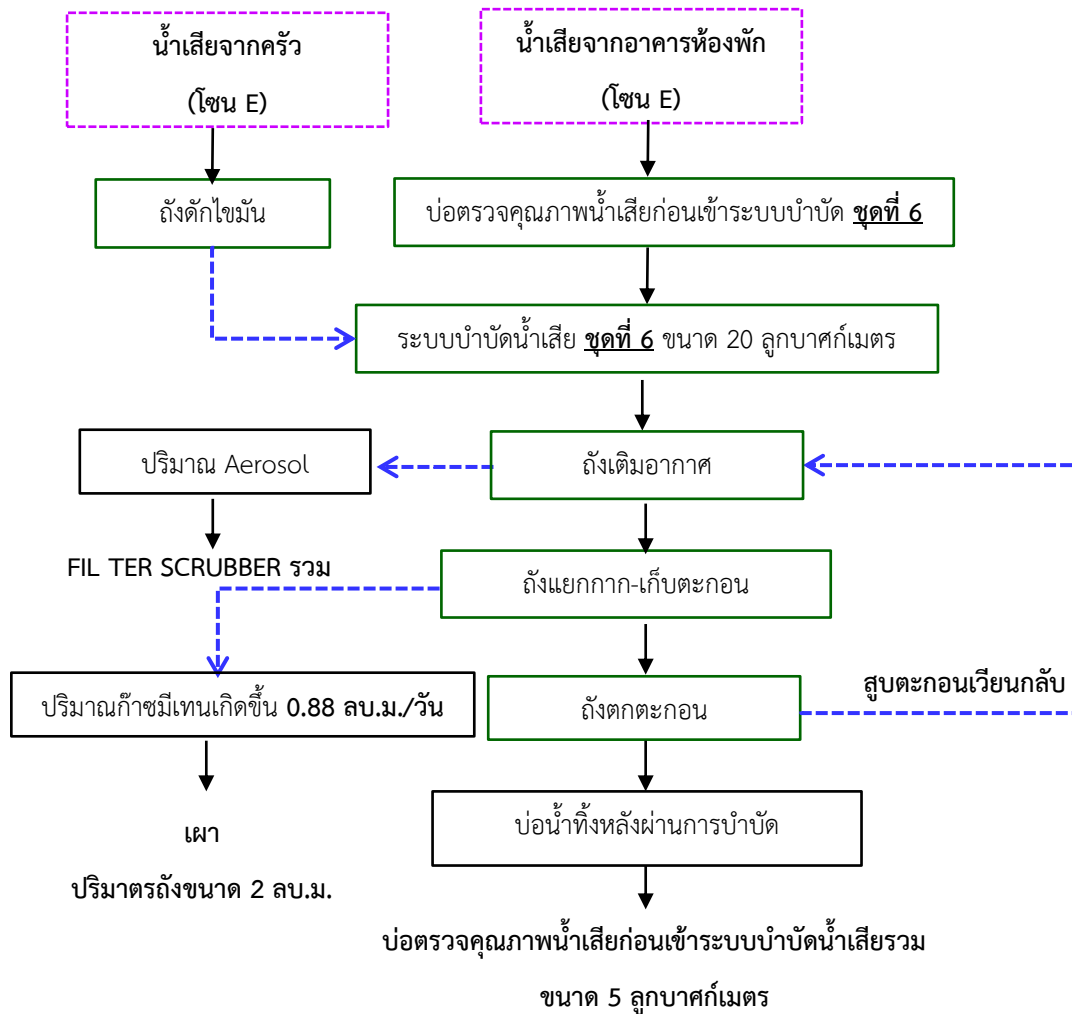 น้ำเสียจากครัว
(โซน E)
น้ำเสียจากอาคารห้องพัก
(โซน E)
ถังดักไขมัน
บ่อตรวจคุณภาพน้ำเสียก่อนเข้าระบบบำบัด ชุดที่ 6
ระบบบำบัดน้ำเสีย ชุดที่ 6 ขนาด 20 ลูกบาศก์เมตร
ปริมาณ Aerosol
ถังเติมอากาศ
FIL TER SCRUBBER รวม
ถังแยกกาก-เก็บตะกอน
ปริมาณก๊าซมีเทนเกิดขึ้น 0.88 ลบ.ม./วัน
ถังตกตะกอน
สูบตะกอนเวียนกลับ
เผา
ปริมาตรถังขนาด 2 ลบ.ม.
บ่อน้ำทิ้งหลังผ่านการบำบัด
บ่อตรวจคุณภาพน้ำเสียก่อนเข้าระบบบำบัดน้ำเสียรวม
ขนาด 5 ลูกบาศก์เมตร